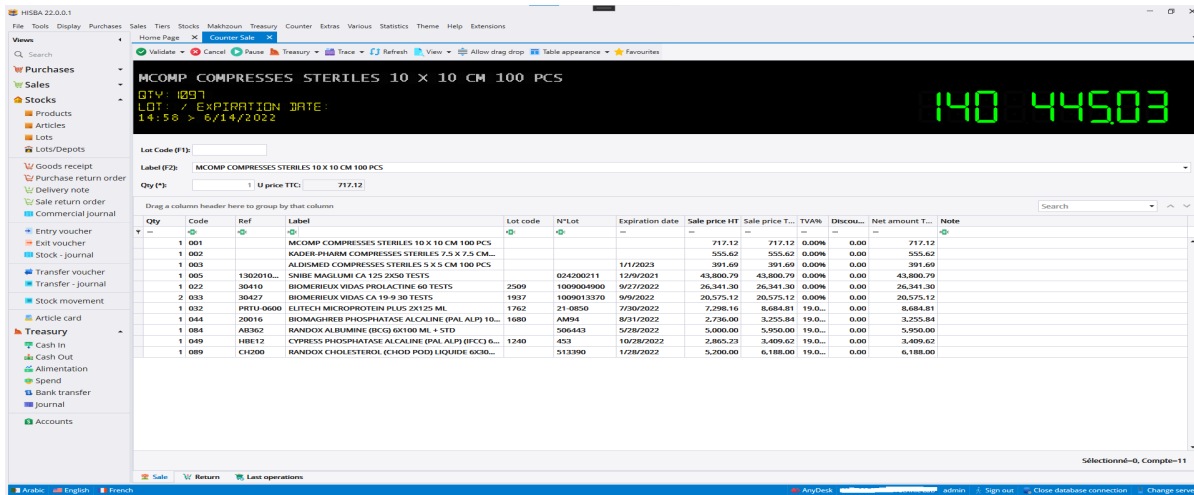 HISBA 22.0.0.1
File Tools Display Purchases Sales Tiers Stocks Makhzoun Treasury Counter Extras Various Statistics Theme Help Extensions
Views
Home Page Counter Sale
Search
Validate Cancel Pause Treasury Trace Refresh View Allow drag drop Table appearance Favourites
Purchases
Sales
Stocks
Products
Articles
Lots
Lots/Depots
Goods receipt
Purchase return order
Delivery note
Sale return order
Commercial journal
Entry voucher
Exit voucher
Stock - journal
Transfer voucher
Transfer - journal
Stock movement
Article card
Treasury
Cash In
Cash Out
Alimentation
Spend
Bank transfer
Journal
Accounts
MCOMP COMPRESSES STERILES 10 X 10 CM 100 PCS
QTY: 1097
LOT: / EXPIRATION DATE:
14:58 > 6/14/2022
140 445.03
Lot Code (F1):
Label (F2): MCOMP COMPRESSES STERILES 10 X 10 CM 100 PCS
Qty (*): 1 U price TTC: 717.12
Drag a column header here to group by that column
Search
Qty Code Ref Label Lot code N°Lot Expiration date Sale price HT Sale price T... TVA% Discou... Net amount T... Note
1 001 MCOMP COMPRESSES STERILES 10 X 10 CM 100 PCS 717.12 717.12 0.00% 0.00 717.12
1 002 KADER-PHARM COMPRESSES STERILES 7.5 X 7.5 CM... 555.62 555.62 0.00% 0.00 555.62
1 003 ALDISMED COMPRESSES STERILES 5 X 5 CM 100 PCS 1/1/2023 391.69 391.69 0.00% 0.00 391.69
1 005 1302010... SNIBE MAGLUMI CA 125 2X50 TESTS 024200211 12/9/2021 43,800.79 43,800.79 0.00% 0.00 43,800.79
1 022 30410 BIOMERIEUX VIDAS PROLACTINE 60 TESTS 2509 1009004900 9/27/2022 26,341.30 26,341.30 0.00% 0.00 26,341.30
2 033 30427 BIOMERIEUX VIDAS CA 19-9 30 TESTS 1937 1009013370 9/9/2022 20,575.12 20,575.12 0.00% 0.00 20,575.12
1 032 PRTU-0600 ELITECH MICROPROTEIN PLUS 2X125 ML 1762 21-0850 7/30/2022 7,298.16 8,684.81 19.0... 0.00 8,684.81
1 044 20016 BIOMAGHREB PHOSPHATASE ALCALINE (PAL ALP) 10... 1680 AM94 8/31/2022 2,736.00 3,255.84 19.0... 0.00 3,255.84
1 084 AB362 RANDOX ALBUMINE (BCG) 6X100 ML + STD 506443 5/28/2022 5,000.00 5,950.00 19.0... 0.00 5,950.00
1 049 HBE12 CYPRESS PHOSPHATASE ALCALINE (PAL ALP) (IFCC) 6... 1240 453 10/28/2022 2,865.23 3,409.62 19.0... 0.00 3,409.62
1 089 CH200 RANDOX CHOLESTEROL (CHOD POD) LIQUIDE 6X30... 513390 1/28/2022 5,200.00 6,188.00 19.0... 0.00 6,188.00
Sélectionné=0, Compte=11
Sale Return Last operations
Arabic English French AnyDesk admin Sign out Close database connection Change serve